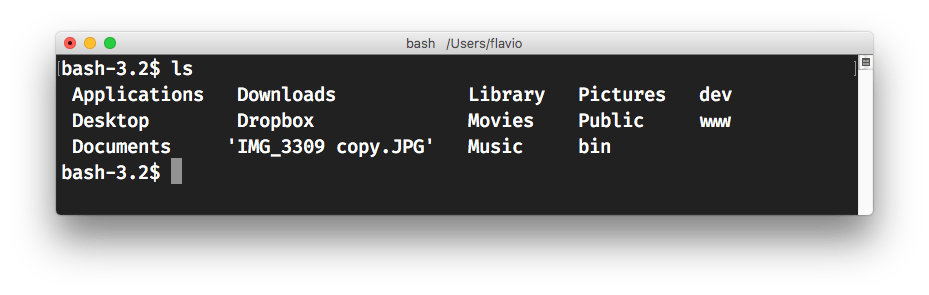 bash /Users/flavio
bash-3.2$ ls
Applications Downloads Library Pictures dev
Desktop Dropbox Movies Public www
Documents 'IMG_3309 copy.JPG' Music bin
bash-3.2$